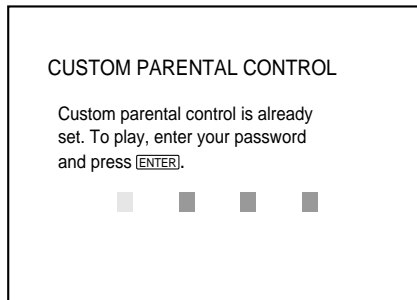 CUSTOM PARENTAL CONTROL
Custom parental control is already
set. To play, enter your password
and press ENTER.